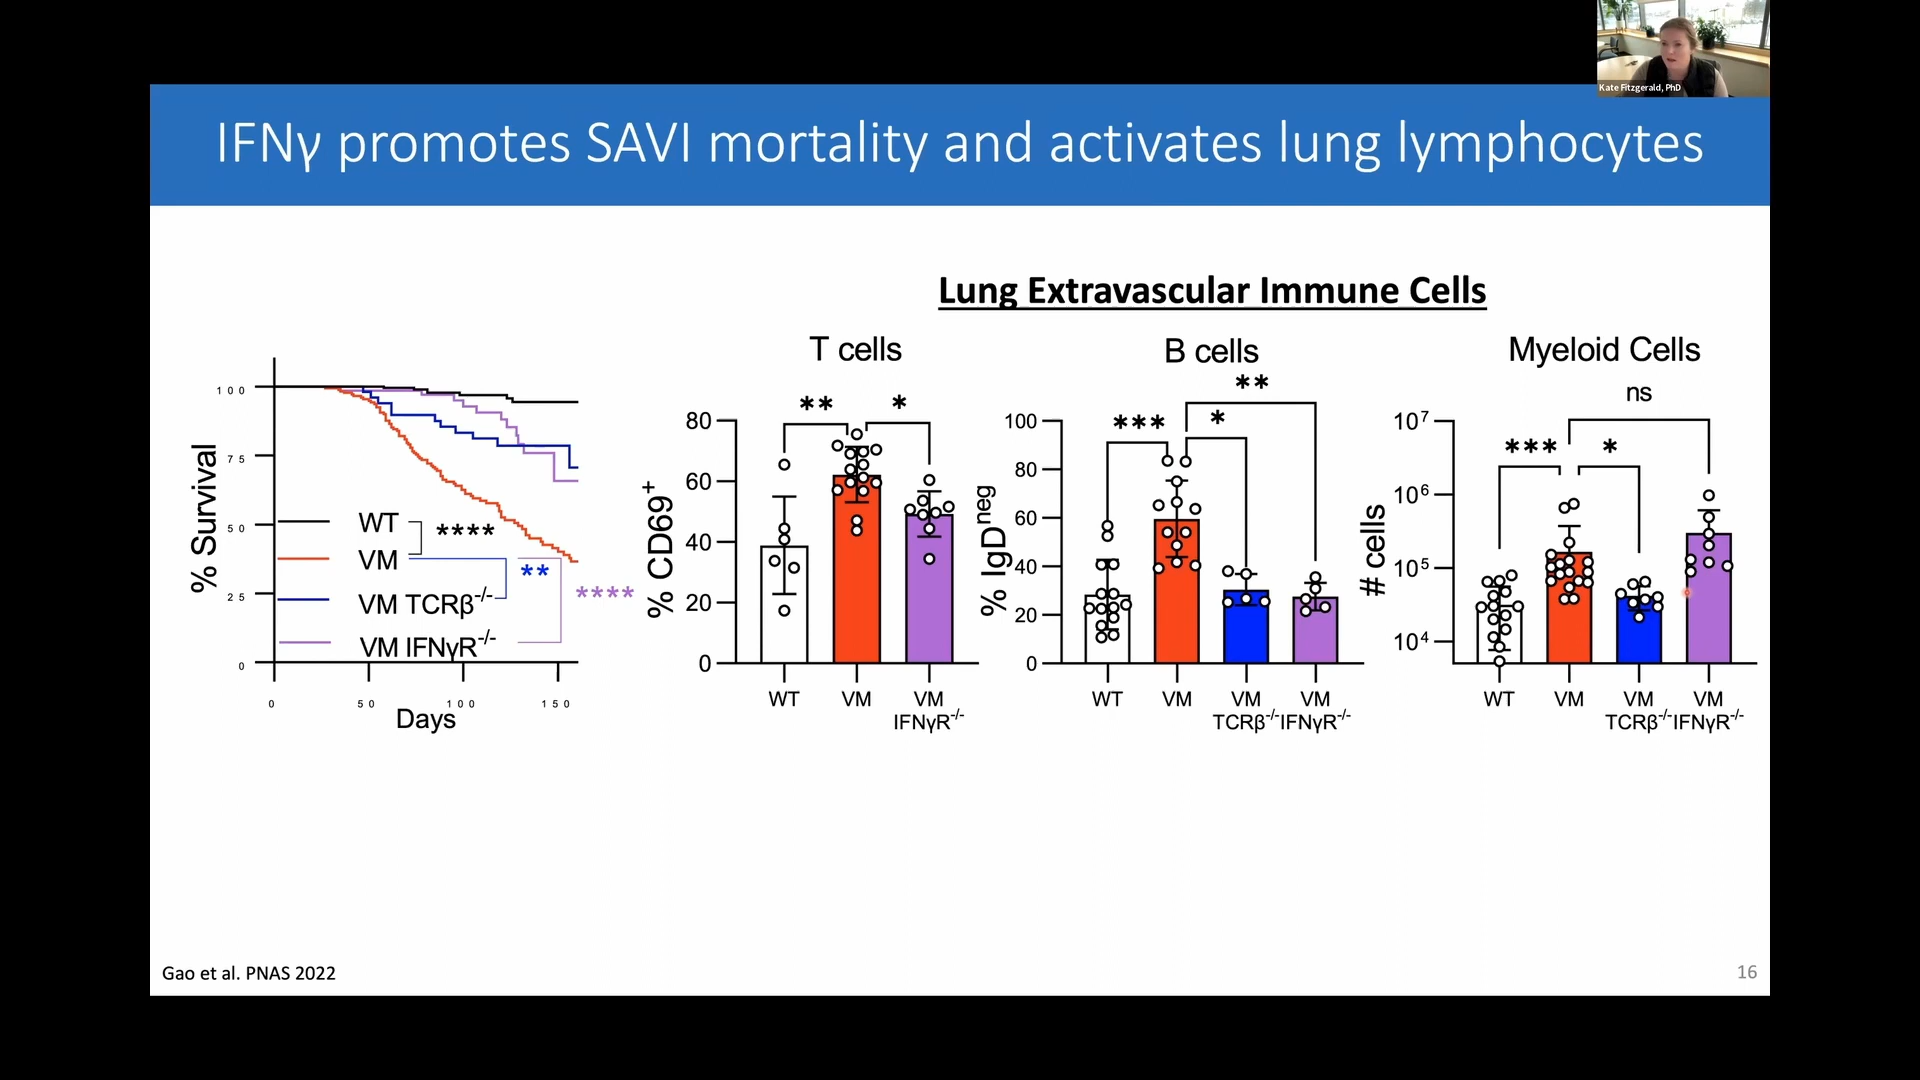 Kate Fitzgerald, PhD
IFNγ promotes SAVI mortality and activates lung lymphocytes
Lung Extravascular Immune Cells
% Survival
100
75
50
25
0
0 50 100 150
Days
WT
VM
VM TCRβ-/-
VM IFNγR-/-
****
**
****
T cells
** *
% CD69+
80
60
40
20
0
WT VM VM
IFNγR-/-
B cells
**
*** *
% IgDneg
100
80
60
40
20
0
WT VM VM VM
TCRβ-/- IFNγR-/-
Myeloid Cells
ns
*** *
# cells
10⁷
10⁶
10⁵
10⁴
WT VM VM VM
TCRβ-/- IFNγR-/-
Gao et al. PNAS 2022
16